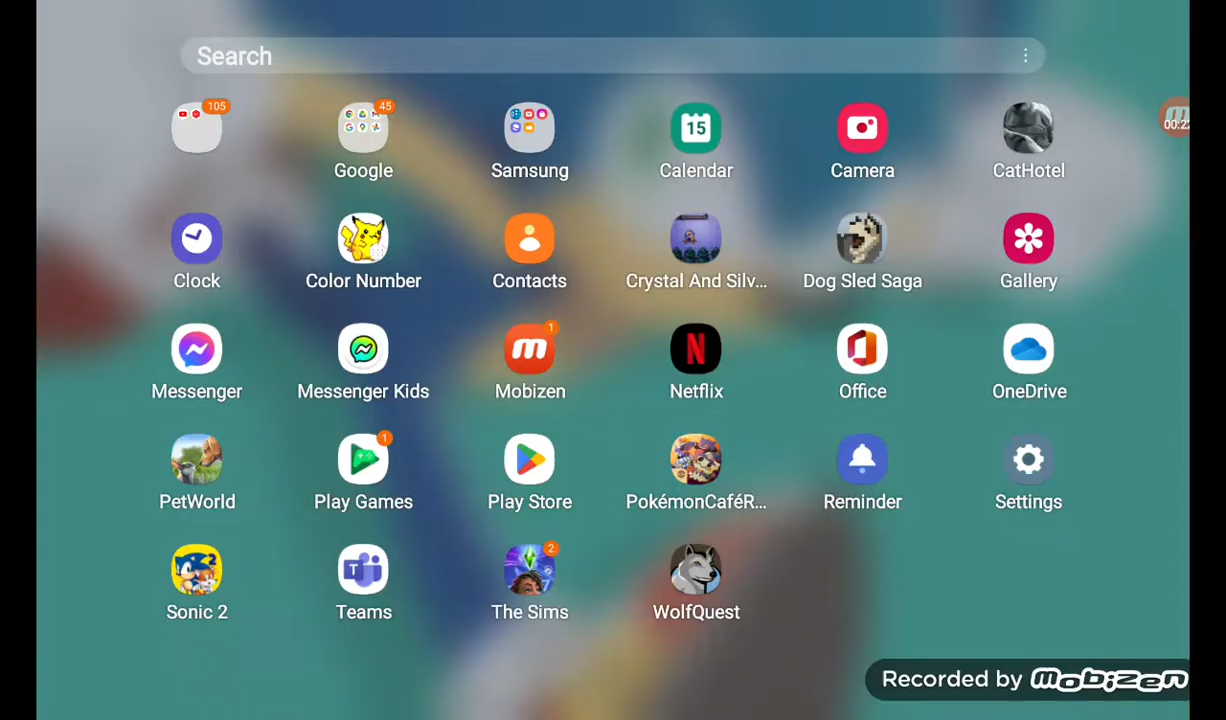 Search
105
45
15
Google
Samsung
Calendar
Camera
CatHotel
00:22
Clock
Color Number
Contacts
Crystal And Silv...
Dog Sled Saga
Gallery
1
Messenger
Messenger Kids
Mobizen
Netflix
Office
OneDrive
1
PetWorld
Play Games
Play Store
PokémonCaféR...
Reminder
Settings
2
Sonic 2
Teams
The Sims
WolfQuest
Recorded by mobizen